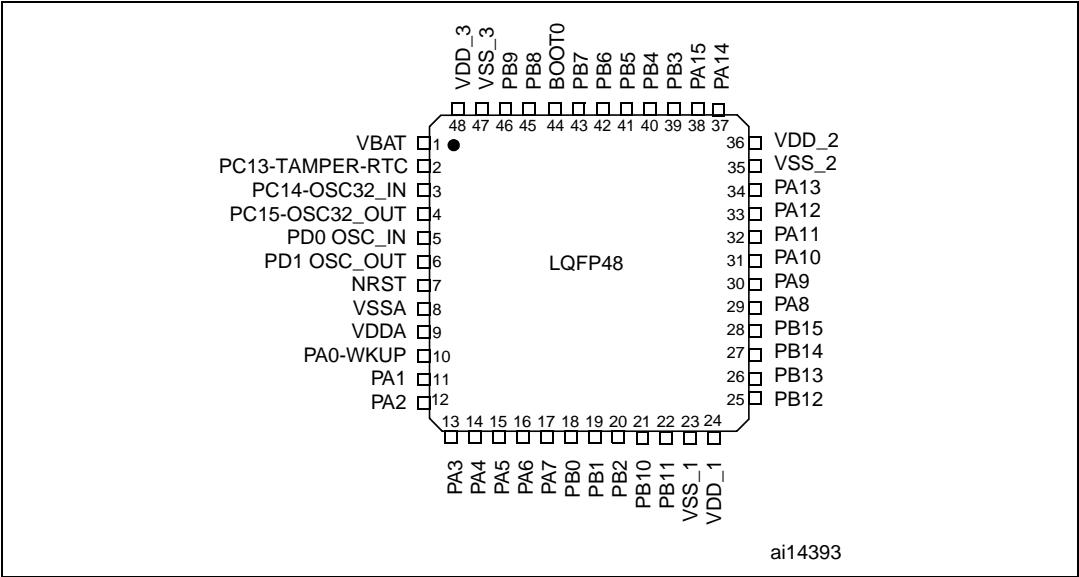 VDD_3
VSS_3
PB9
PB8
BOOT0
PB7
PB6
PB5
PB4
PB3
PA15
PA14
48 47 46 45 44 43 42 41 40 39 38 37
VBAT 1
PC13-TAMPER-RTC 2
PC14-OSC32_IN 3
PC15-OSC32_OUT 4
PD0 OSC_IN 5
PD1 OSC_OUT 6
NRST 7
VSSA 8
VDDA 9
PA0-WKUP 10
PA1 11
PA2 12
LQFP48
36 VDD_2
35 VSS_2
34 PA13
33 PA12
32 PA11
31 PA10
30 PA9
29 PA8
28 PB15
27 PB14
26 PB13
25 PB12
13 14 15 16 17 18 19 20 21 22 23 24
PA3
PA4
PA5
PA6
PA7
PB0
PB1
PB2
PB10
PB11
VSS_1
VDD_1
ai14393